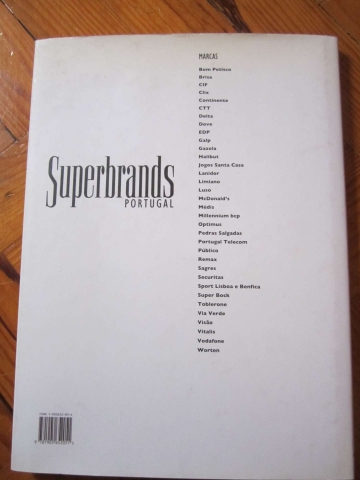 MARCAS
Bom Petisco
Brisa
CIF
Clix
Continente
CTT
Delta
Dove
EDP
Galp
Gazela
Halibut
Jogos Santa Casa
Lanidor
Limiano
Luso
McDonald's
Médis
Millennium bcp
Optimus
Pedras Salgadas
Portugal Telecom
Público
Remax
Sagres
Securitas
Sport Lisboa e Benfica
Super Bock
Toblerone
Via Verde
Visão
Vitalis
Vodafone
Worten
Superbrands
PORTUGAL